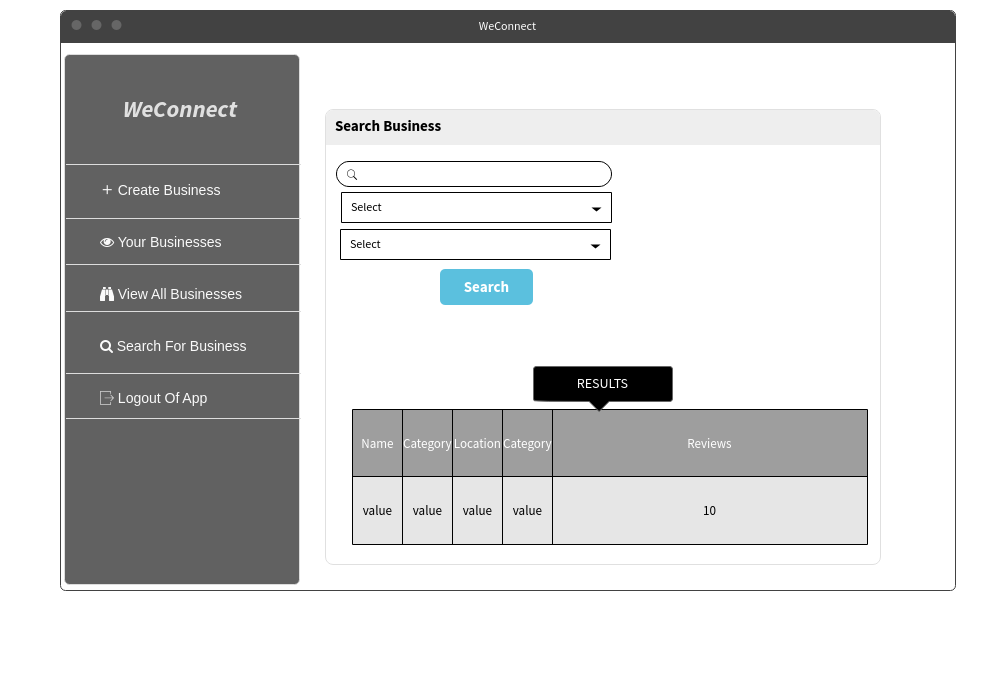 WeConnect
WeConnect
Create Business
Your Businesses
View All Businesses
Search For Business
Logout Of App
Search Business
Select
Select
Search
RESULTS
Name Category Location Category Reviews
value value value value 10